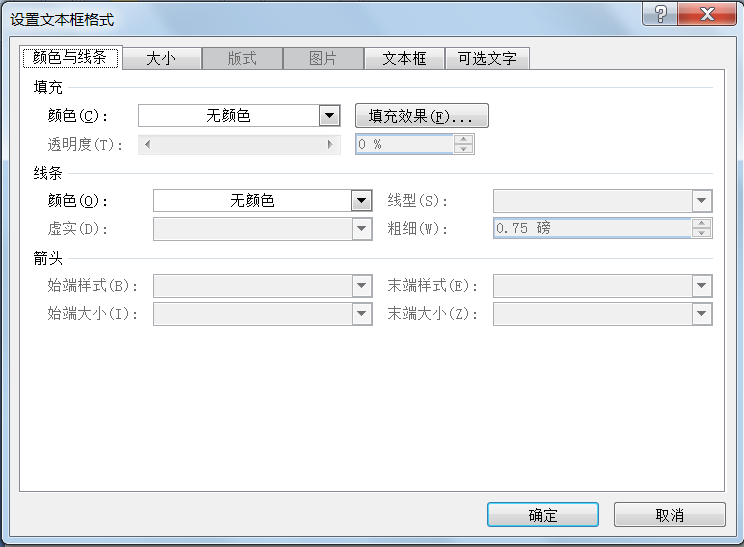 设置文本框格式
颜色与线条 大小 版式 图片 文本框 可选文字
填充
颜色(C): 无颜色 填充效果(F)...
透明度(T): 0 %
线条
颜色(O): 无颜色 线型(S):
虚实(D): 粗细(W): 0.75 磅
箭头
始端样式(B): 末端样式(E):
始端大小(I): 末端大小(Z):
确定 取消